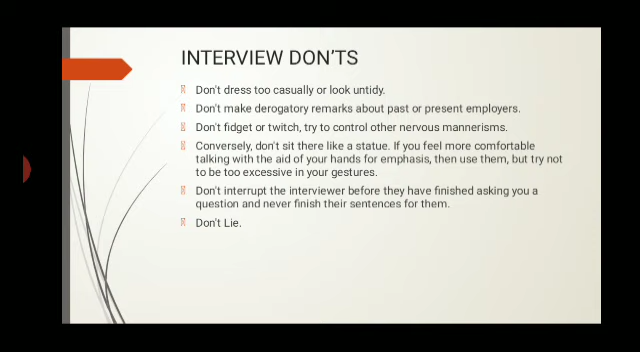 INTERVIEW DON'TS
Don't dress too casually or look untidy.
Don't make derogatory remarks about past or present employers.
Don't fidget or twitch, try to control other nervous mannerisms.
Conversely, don't sit there like a statue. If you feel more comfortable
talking with the aid of your hands for emphasis, then use them, but try not
to be too excessive in your gestures.
Don't interrupt the interviewer before they have finished asking you a
question and never finish their sentences for them.
Don't Lie.